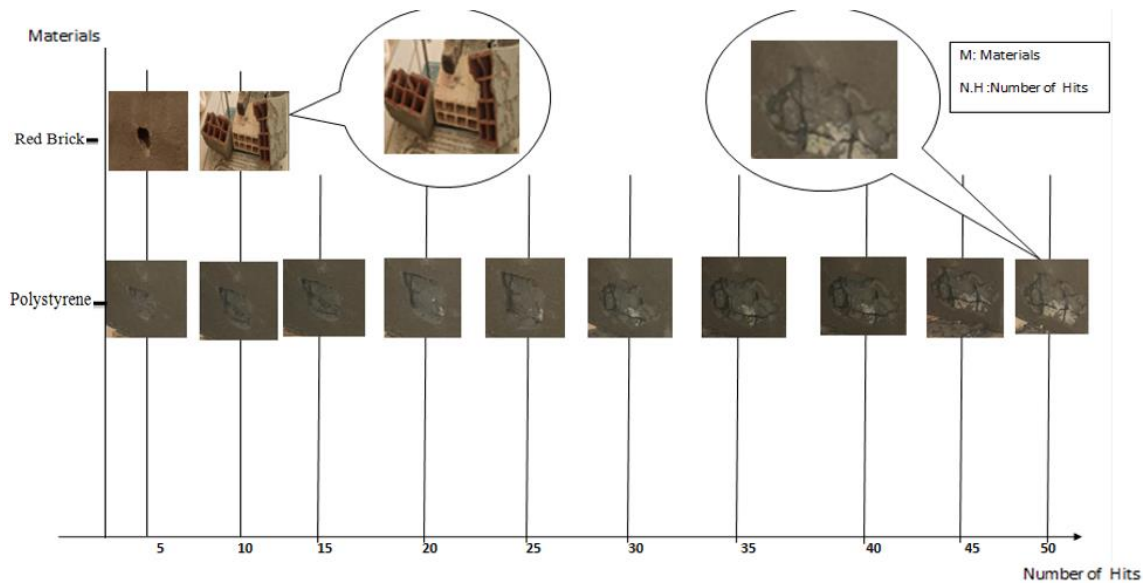 Materials
M: Materials
N.H :Number of Hits
Red Brick
Polystyrene
5 10 15 20 25 30 35 40 45 50
Number of Hits